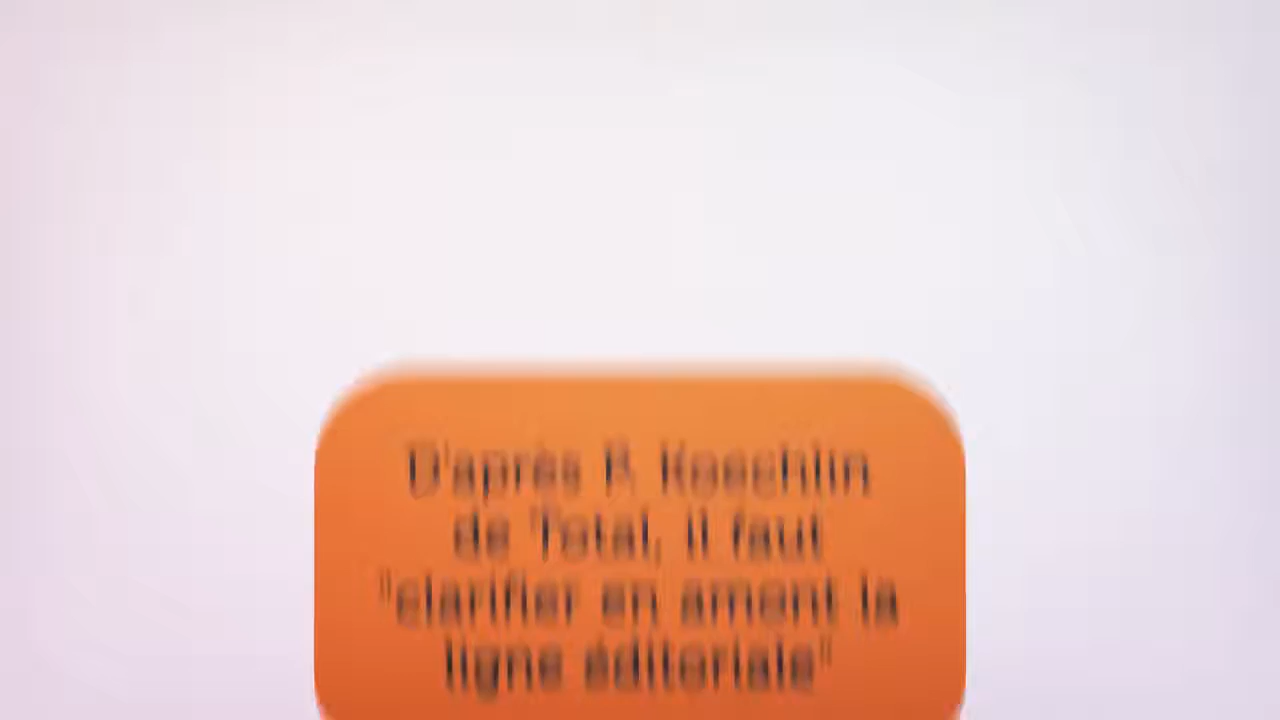 D'après P. Koechlin
de Total, il faut
"clarifier en amont la
ligne éditoriale"